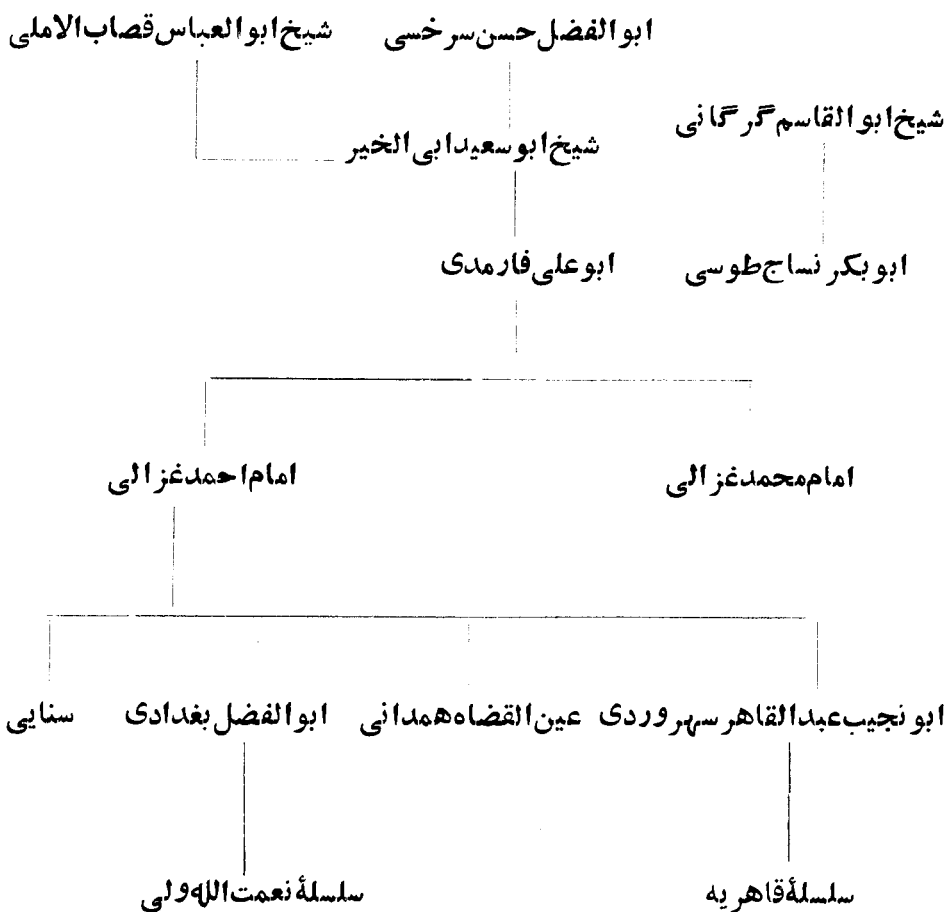 ابوالفضل حسن سرخسی
شیخ ابوالعباس قصاب الاملی
شیخ ابوالقاسم گرگانی
شیخ ابوسعید ابی الخیر
ابوبکر نساج طوسی
ابوعلی فارمدی
امام محمد غزالی
امام احمد غزالی
ابونجیب عبدالقاهر سهروردی
عین القضاه همدانی
ابوالفضل بغدادی
سنایی
سلسلۀ قاهریه
سلسلۀ نعمت الله ولی